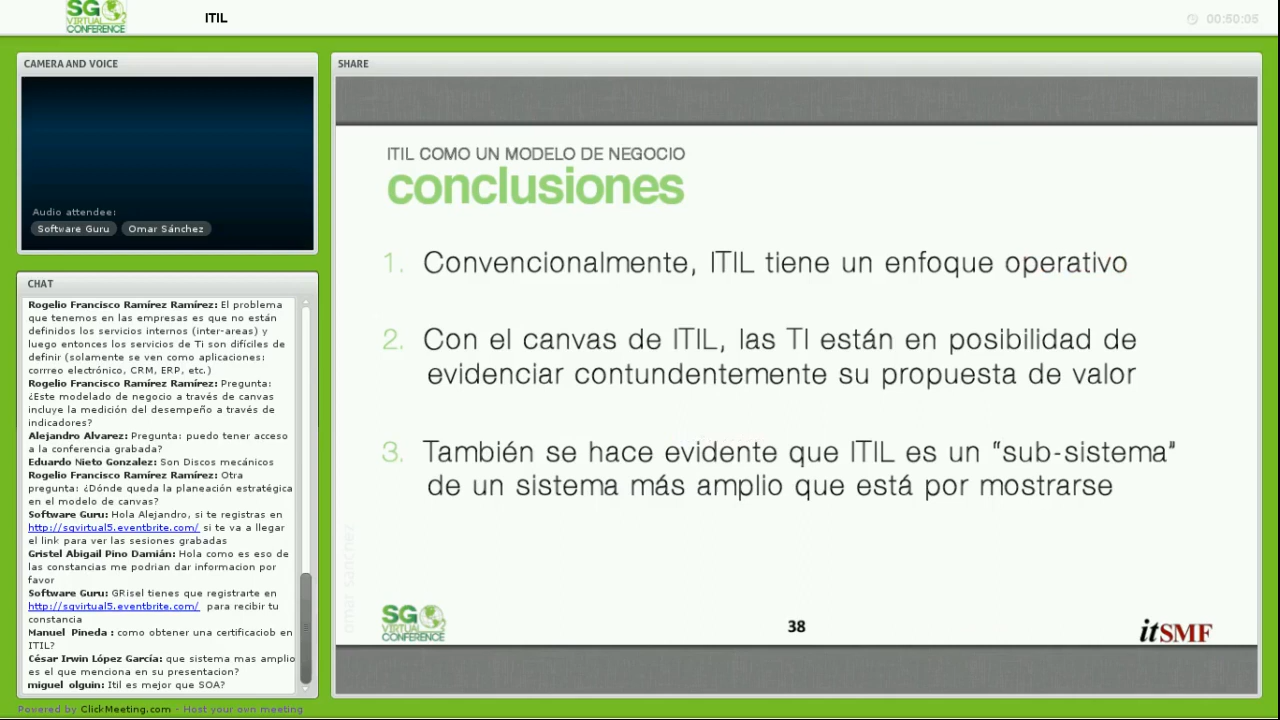 SG
VIRTUAL
CONFERENCE
ITIL
00:50:05
CAMERA AND VOICE
Audio attendee:
Software Guru
Omar Sánchez
CHAT
Rogelio Francisco Ramírez Ramírez: El problema
que tenemos en las empresas es que no están
definidos los servicios internos (inter-areas) y
luego entonces los servicios de Ti son difíciles de
definir (solamente se ven como aplicaciones:
correo electrónico, CRM, ERP, etc.)
Rogelio Francisco Ramírez Ramírez: Pregunta:
¿Este modelado de negocio a través de canvas
incluye la medición del desempeño a través de
indicadores?
Alejandro Alvarez: Pregunta: puedo tener acceso
a la conferencia grabada?
Eduardo Nieto Gonzalez: Son Discos mecánicos
Rogelio Francisco Ramírez Ramírez: Otra
pregunta: ¿Dónde queda la planeación estratégica
en el modelo de canvas?
Software Guru: Hola Alejandro, si te registras en
http://sgvirtual5.eventbrite.com/ si te va a llegar
el link para ver las sesiones grabadas
Gristel Abigail Pino Damián: Hola como es eso de
las constancias me podrian dar informacion por
favor
Software Guru: GRisel tienes que registrarte en
http://sgvirtual5.eventbrite.com/ para recibir tu
constancia
Manuel Pineda : como obtener una certificaciob en
ITIL?
César Irwin López García: que sistema mas amplio
es el que menciona en su presentacion?
miguel olguin: Itil es mejor que SOA?
SHARE
ITIL COMO UN MODELO DE NEGOCIO
conclusiones
1. Convencionalmente, ITIL tiene un enfoque operativo
2. Con el canvas de ITIL, las TI están en posibilidad de
evidenciar contundentemente su propuesta de valor
3. También se hace evidente que ITIL es un "sub-sistema"
de un sistema más amplio que está por mostrarse
omar sánchez
SG
VIRTUAL
CONFERENCE
38
itSMF
Powered by ClickMeeting.com - Host your own meeting